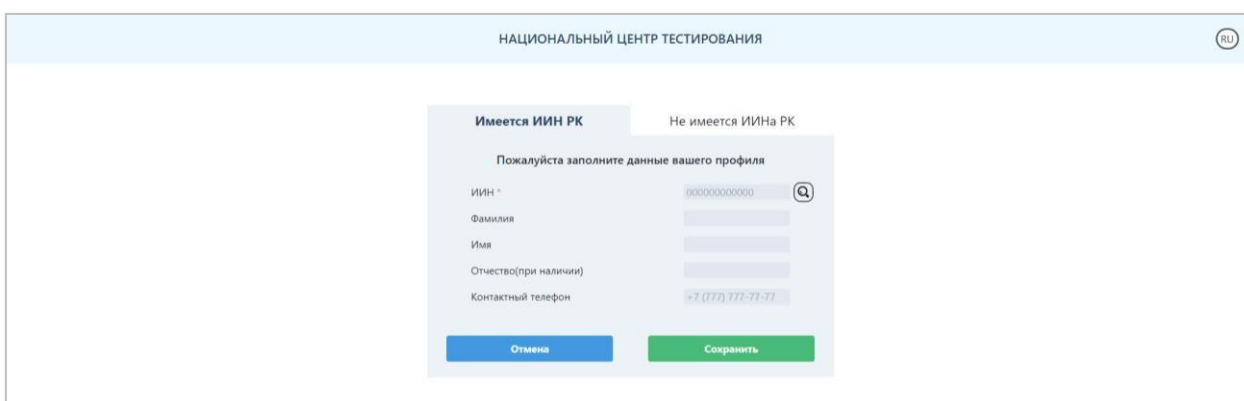 НАЦИОНАЛЬНЫЙ ЦЕНТР ТЕСТИРОВАНИЯ
RU
Имеется ИИН РК
Не имеется ИИНа РК
Пожалуйста заполните данные вашего профиля
ИИН *
000000000000
Фамилия
Имя
Отчество(при наличии)
Контактный телефон
+7 (777) 777-77-77
Отмена
Сохранить